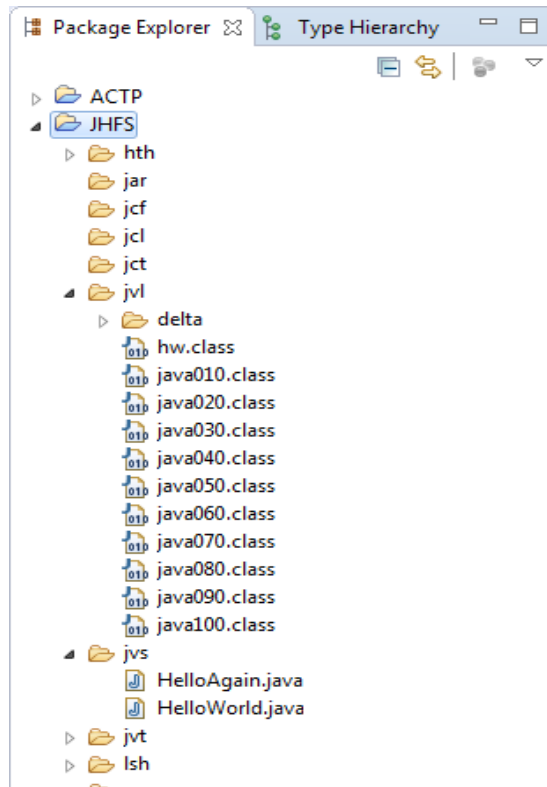 Package Explorer Type Hierarchy
ACTP
JHFS
hth
jar
jcf
jcl
jct
jvl
delta
hw.class
java010.class
java020.class
java030.class
java040.class
java050.class
java060.class
java070.class
java080.class
java090.class
java100.class
jvs
HelloAgain.java
HelloWorld.java
jvt
lsh